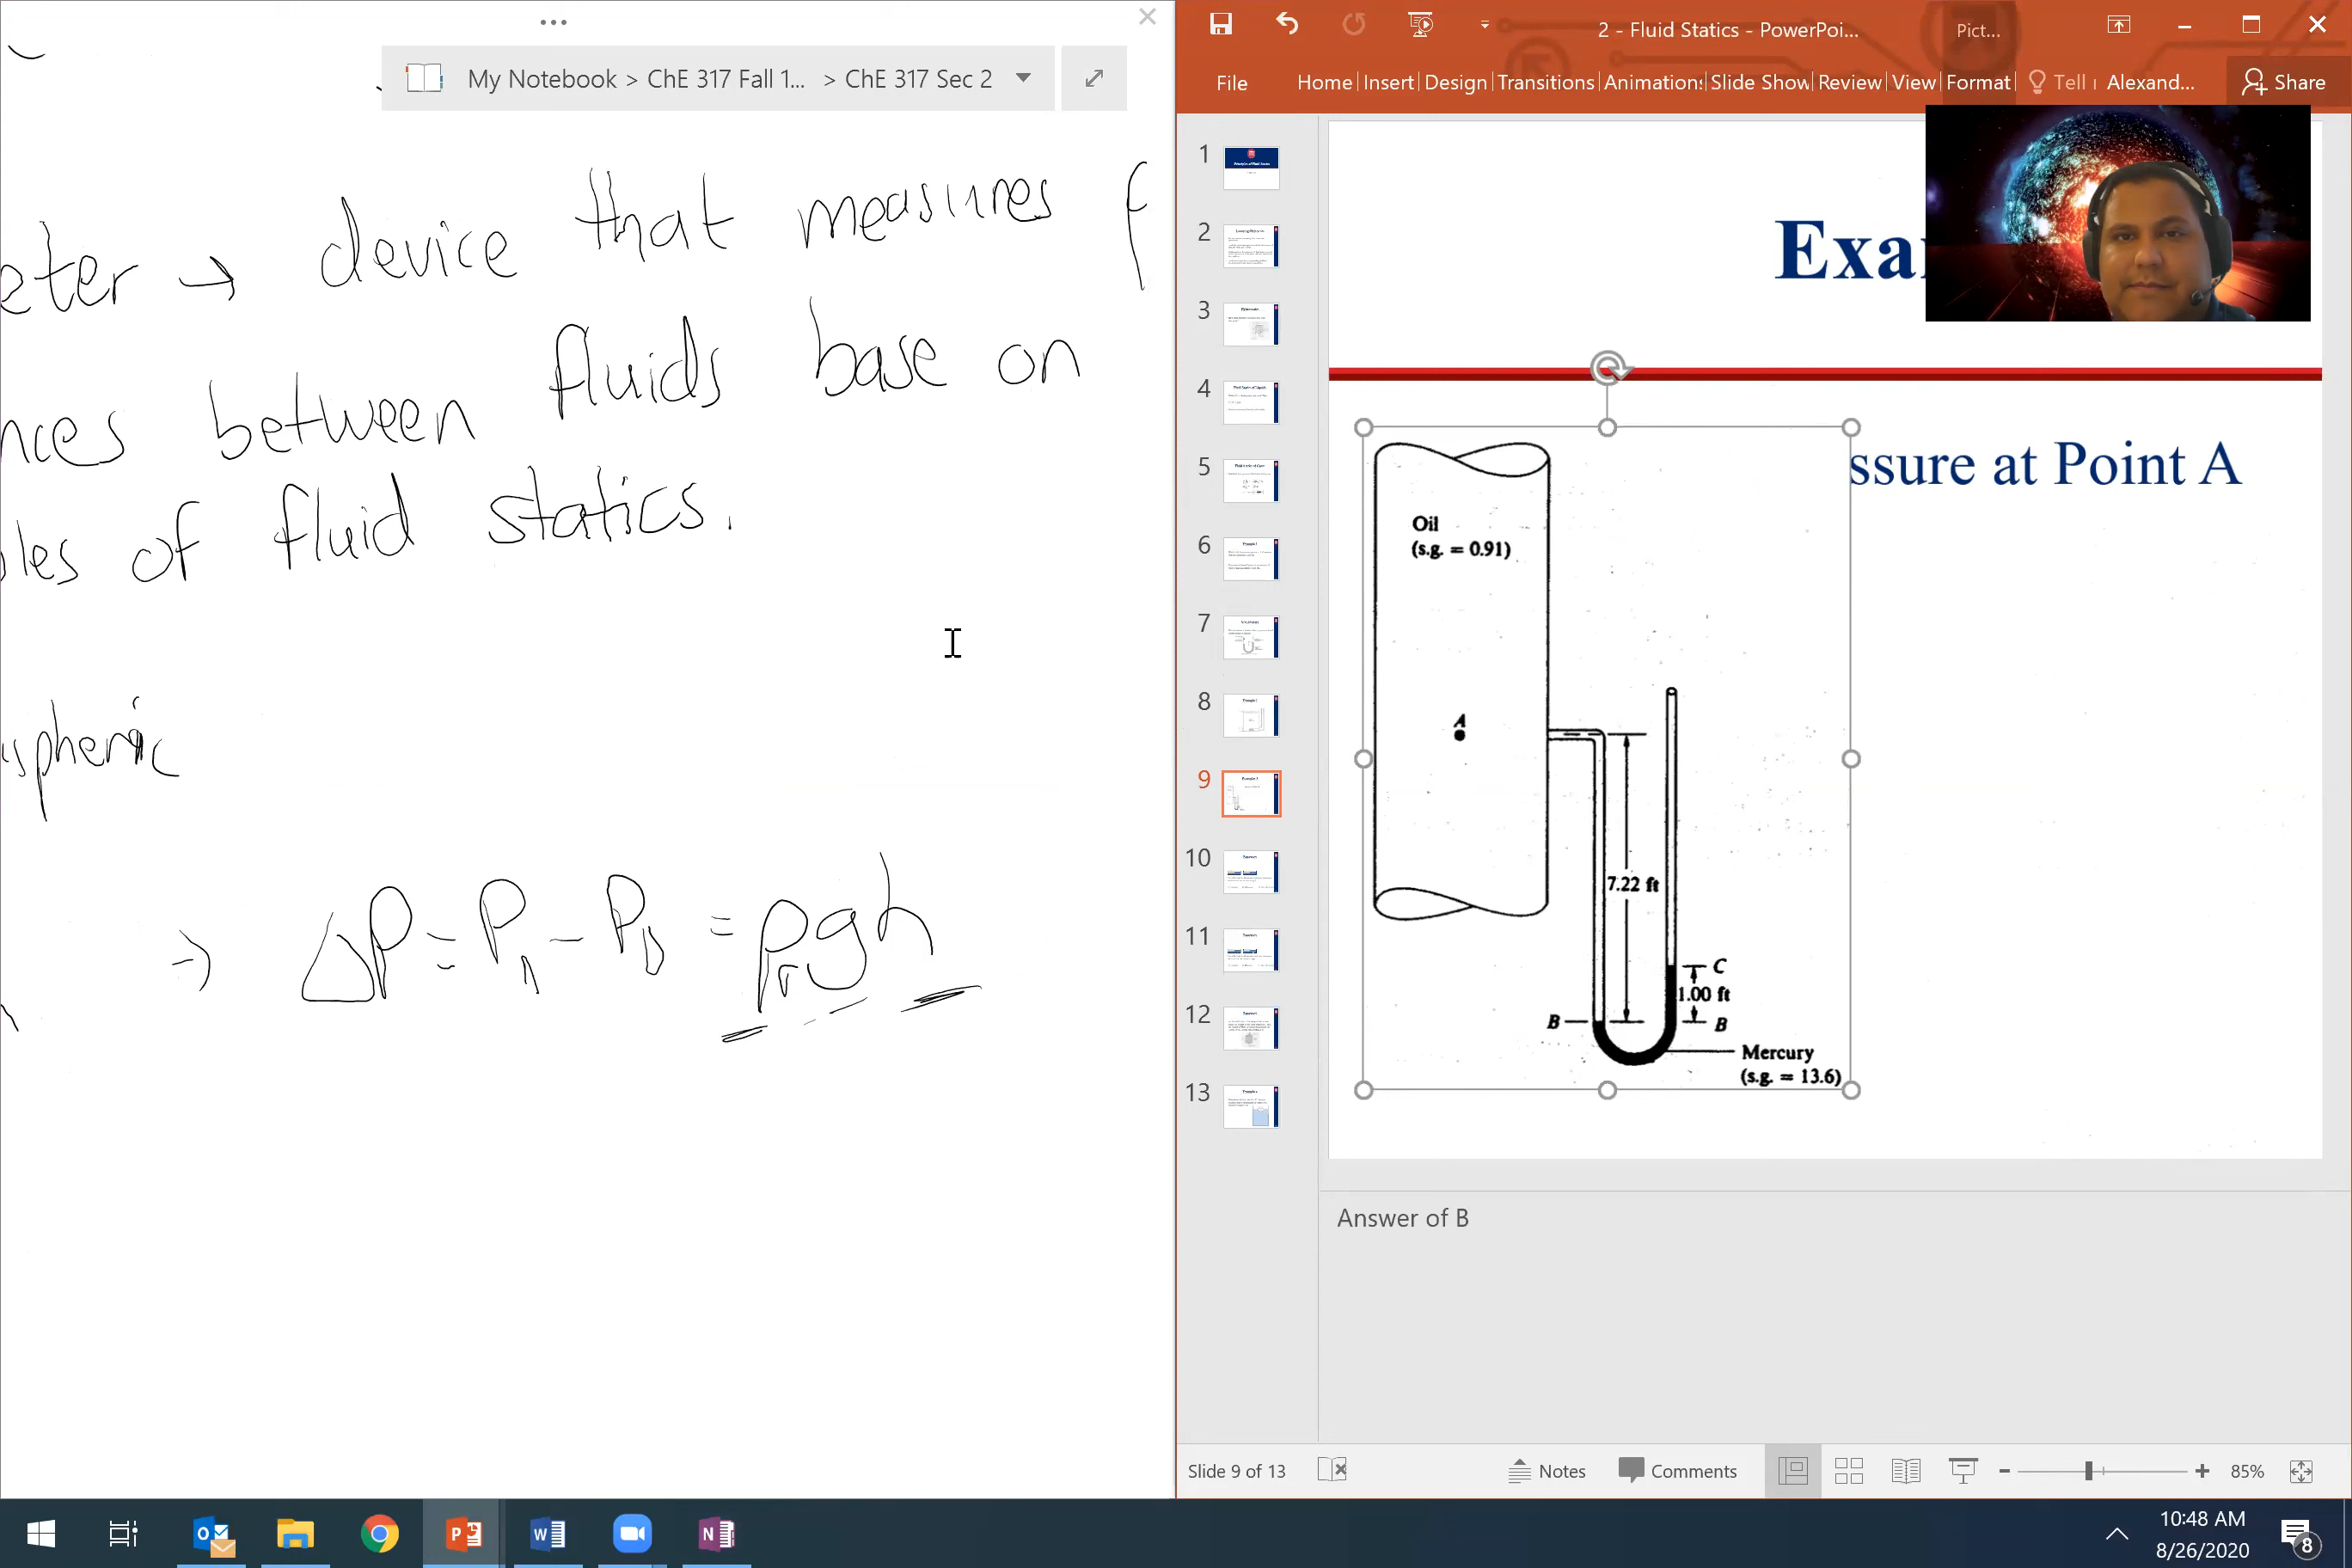 My Notebook > ChE 317 Fall 1... > ChE 317 Sec 2
eter → device that measures
nces between fluids base on
ples of fluid statics.
spheric
→ ΔP = P - P = ρgh
2 - Fluid Statics - PowerPoi...
Pict...
File Home Insert Design Transitions Animation: Slide Show Review View Format Tell Alexand... Share
1
2
3
4
5
6
7
8
9
10
11
12
13
Exa
ssure at Point A
Oil
(s.g. = 0.91)
A
7.22 ft
C
1.00 ft
B
B
Mercury
(s.g. = 13.6)
Answer of B
Slide 9 of 13 Notes Comments 85%
10:48 AM
8/26/2020
8